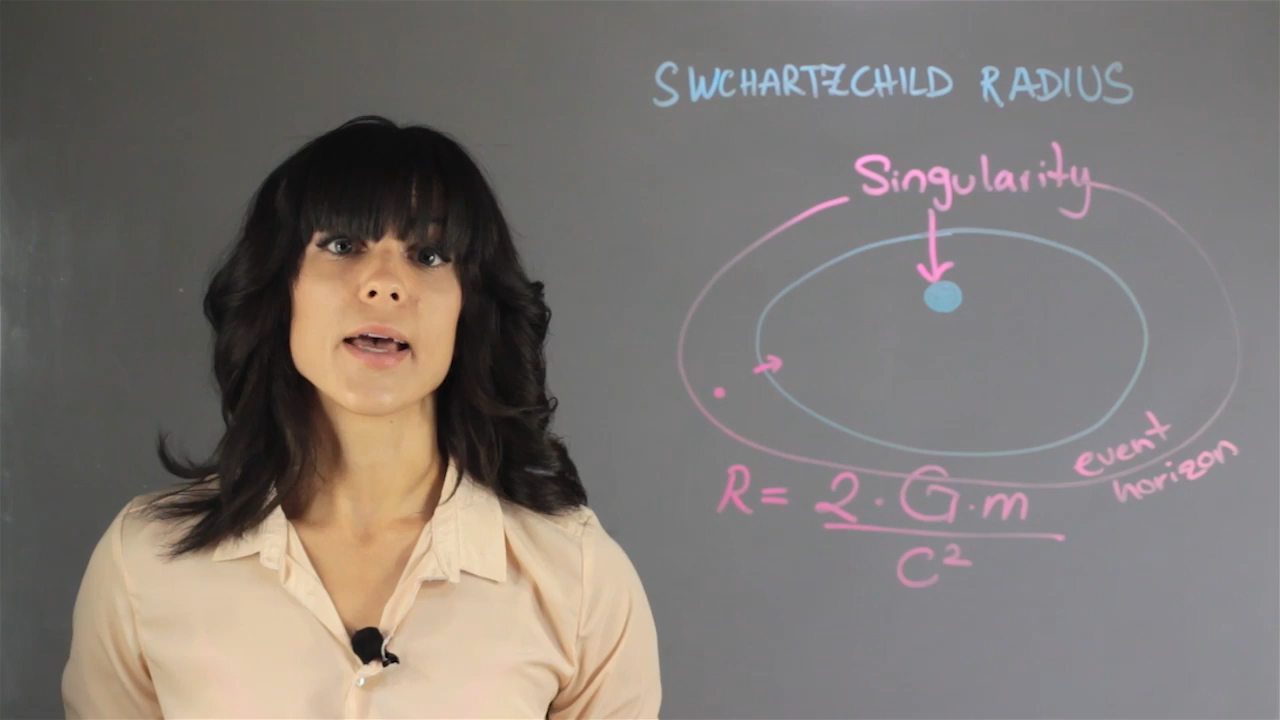 SWCHARTZCHILD RADIUS
Singularity
event
horizon
R = 2 · G · m
C²